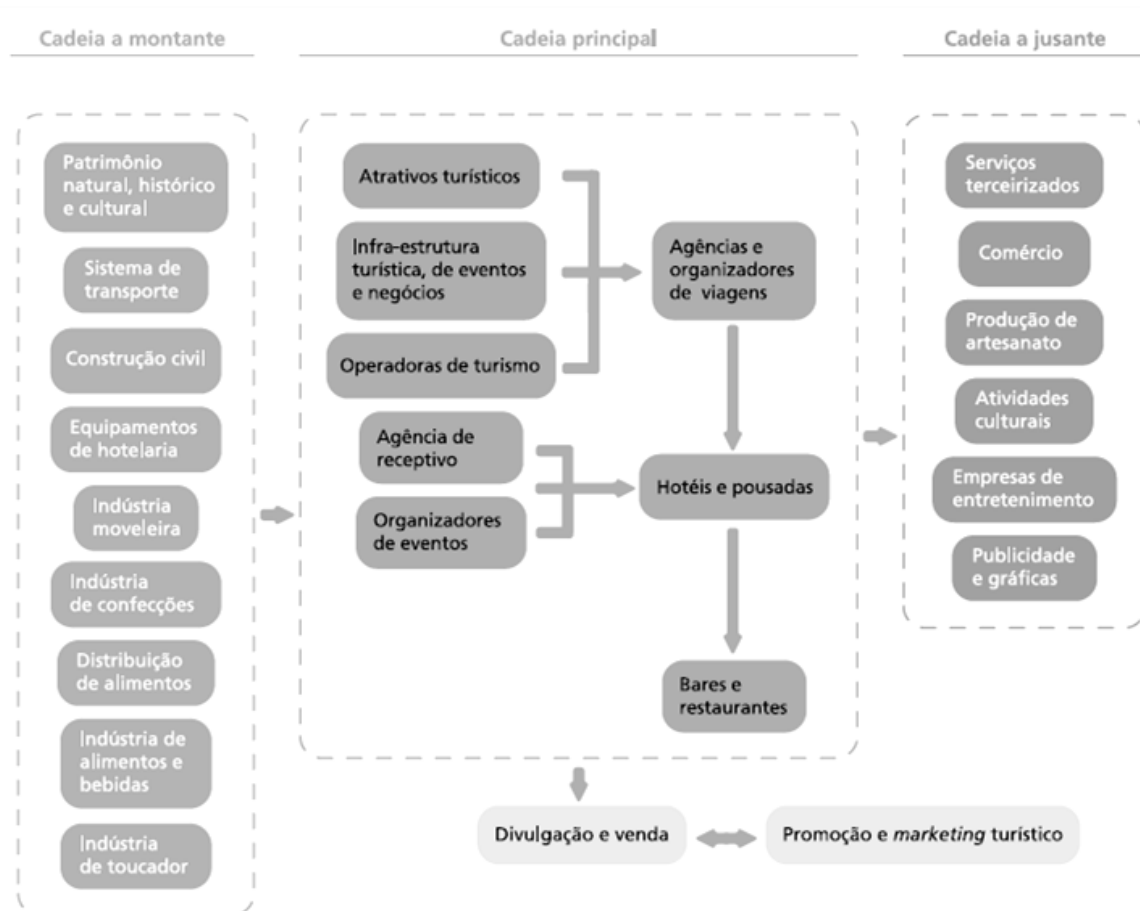 Cadeia a montante
Cadeia principal
Cadeia a jusante
Patrimônio
natural, histórico
e cultural
Sistema de
transporte
Construção civil
Equipamentos
de hotelaria
Indústria
moveleira
Indústria
de confecções
Distribuição
de alimentos
Indústria de
alimentos e
bebidas
Indústria
de toucador
Atrativos turísticos
Infra-estrutura
turística, de eventos
e negócios
Operadoras de turismo
Agência de
receptivo
Organizadores
de eventos
Agências e
organizadores
de viagens
Hotéis e pousadas
Bares e
restaurantes
Serviços
terceirizados
Comércio
Produção de
artesanato
Atividades
culturais
Empresas de
entretenimento
Publicidade
e gráficas
Divulgação e venda
Promoção e marketing turístico